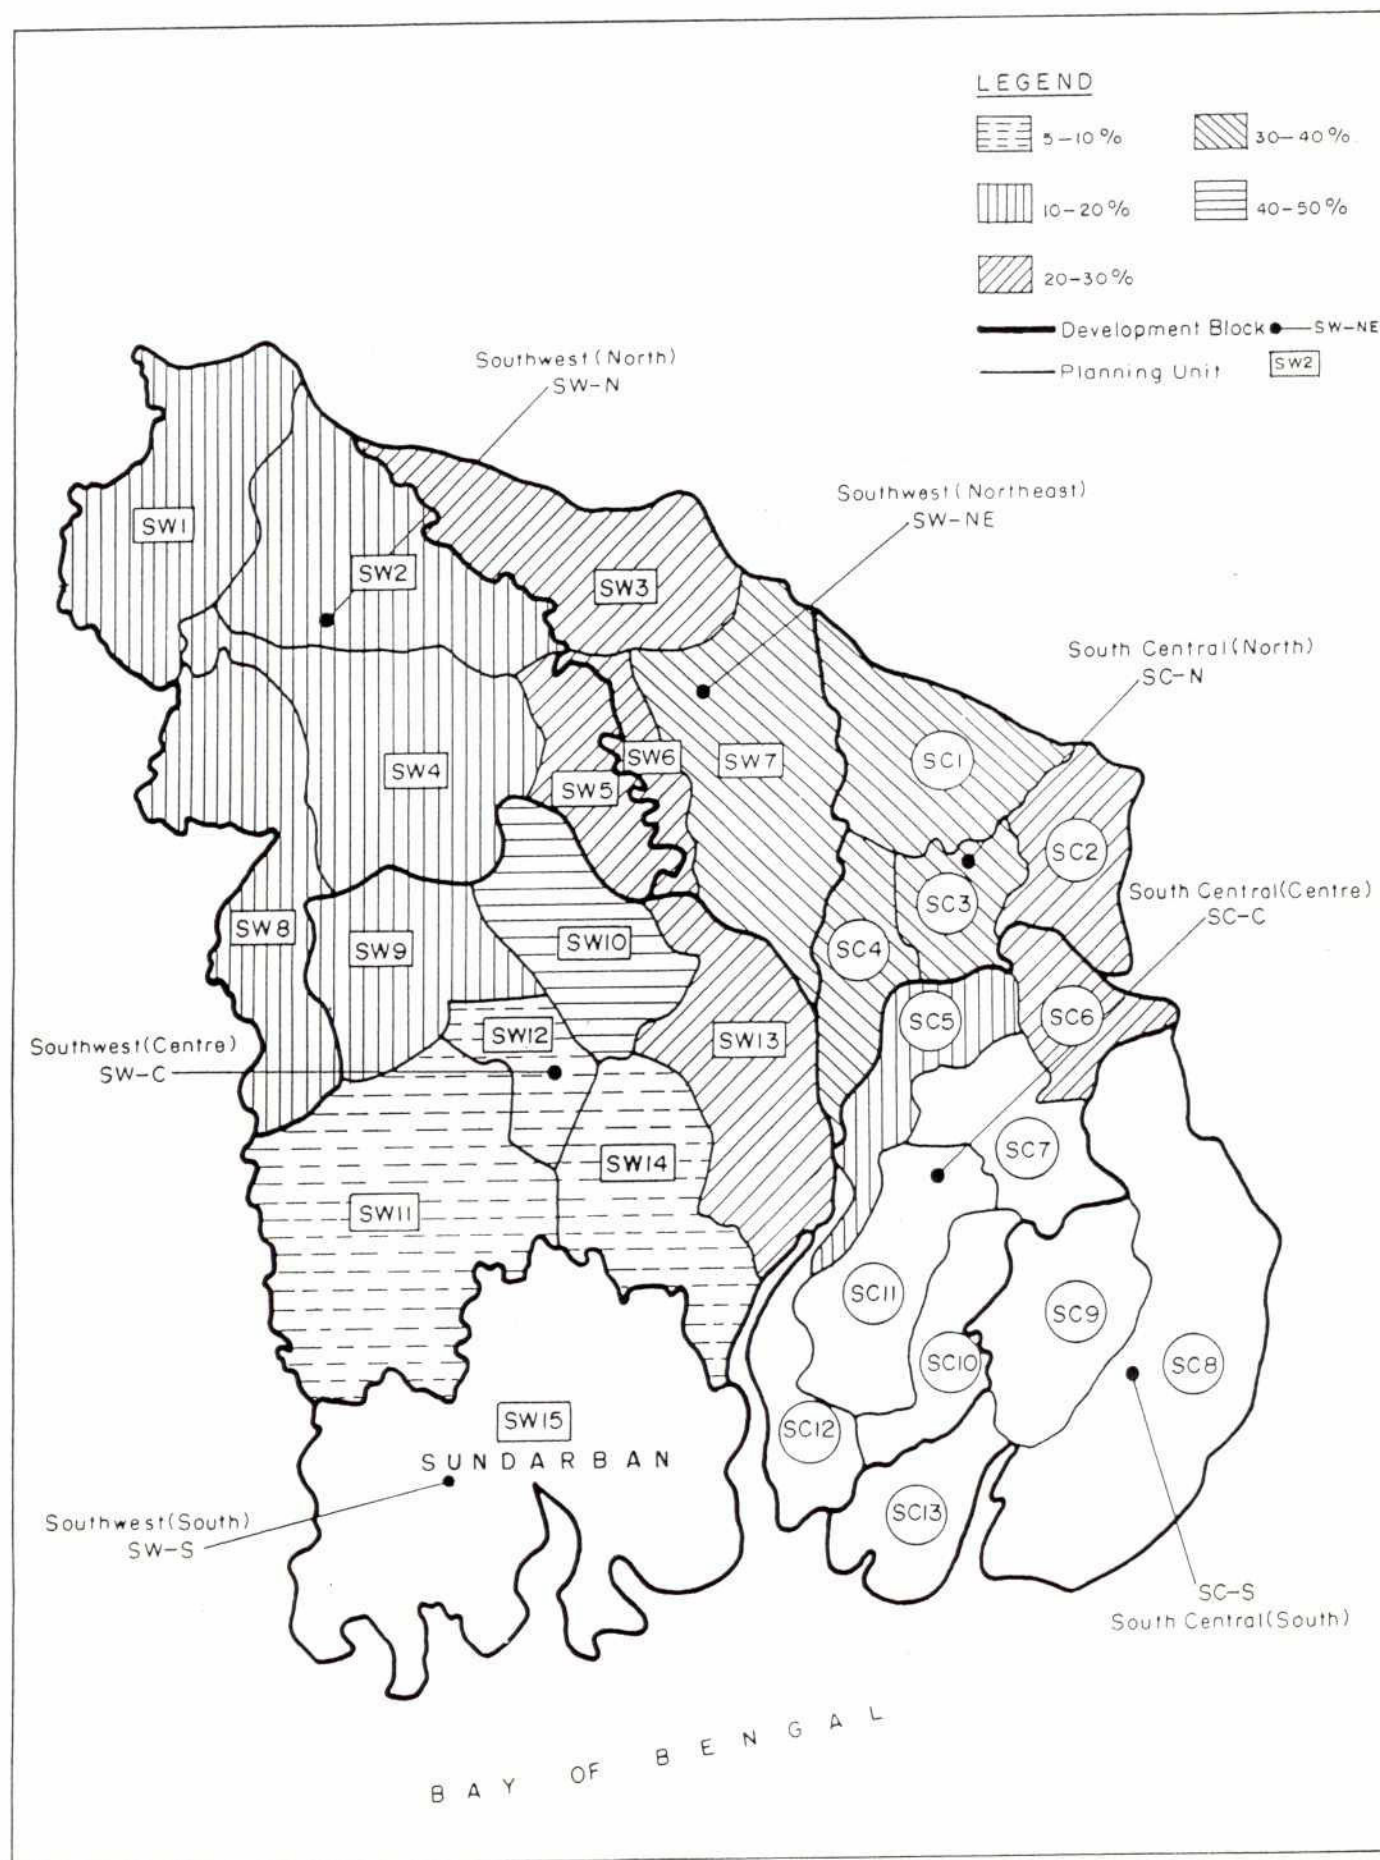 LEGEND
5-10%
30-40%
10-20%
40-50%
20-30%
Development Block
SW-NE
Planning Unit
SW2
Southwest(North)
SW-N
Southwest(Northeast)
SW-NE
South Central(North)
SC-N
South Central(Centre)
SC-C
Southwest(Centre)
SW-C
Southwest(South)
SW-S
SC-S
South Central(South)
SW1
SW2
SW3
SW4
SW5
SW6
SW7
SW8
SW9
SW10
SW11
SW12
SW13
SW14
SW15
SUNDARBAN
SC1
SC2
SC3
SC4
SC5
SC6
SC7
SC8
SC9
SC10
SC11
SC12
SC13
BAY OF BENGAL